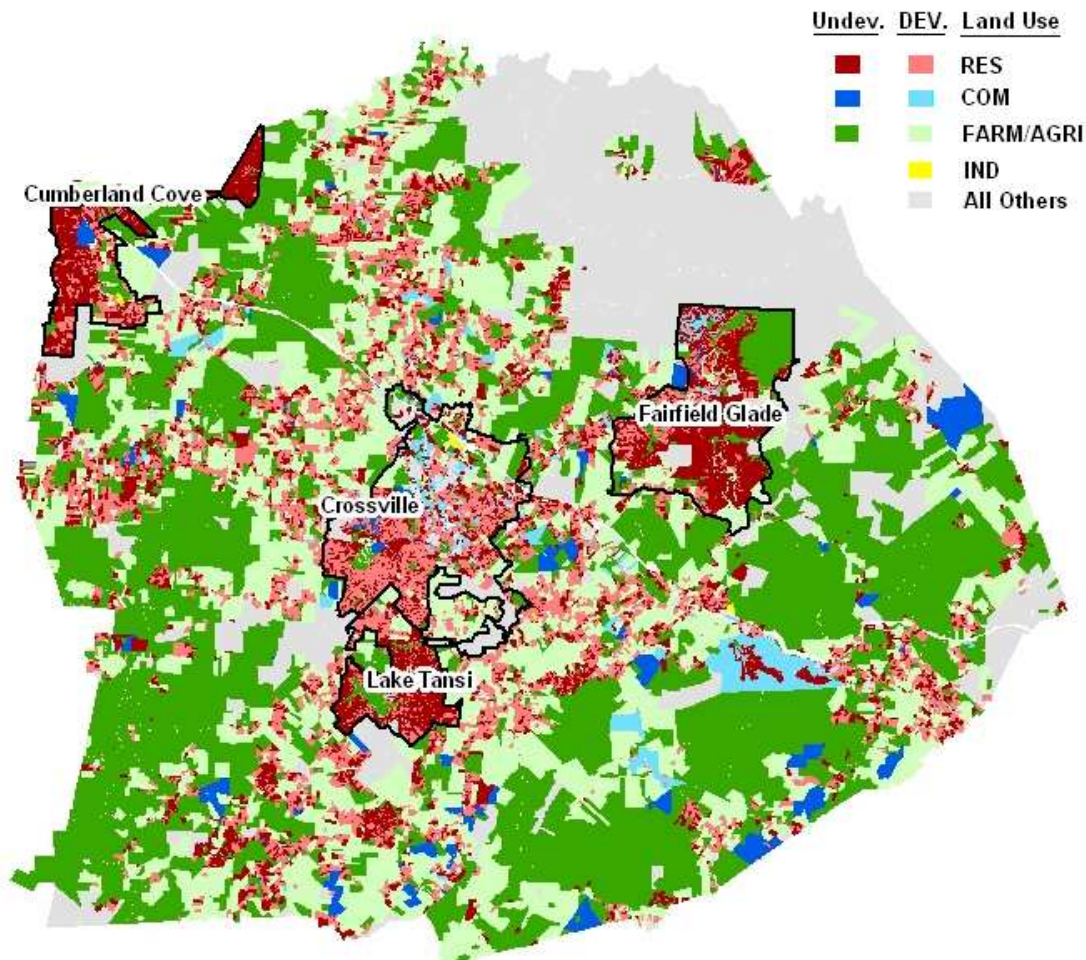 Undev. DEV. Land Use
RES
COM
FARM/AGRI
IND
All Others
Cumberland Cove
Fairfield Glade
Crossville
Lake Tansi